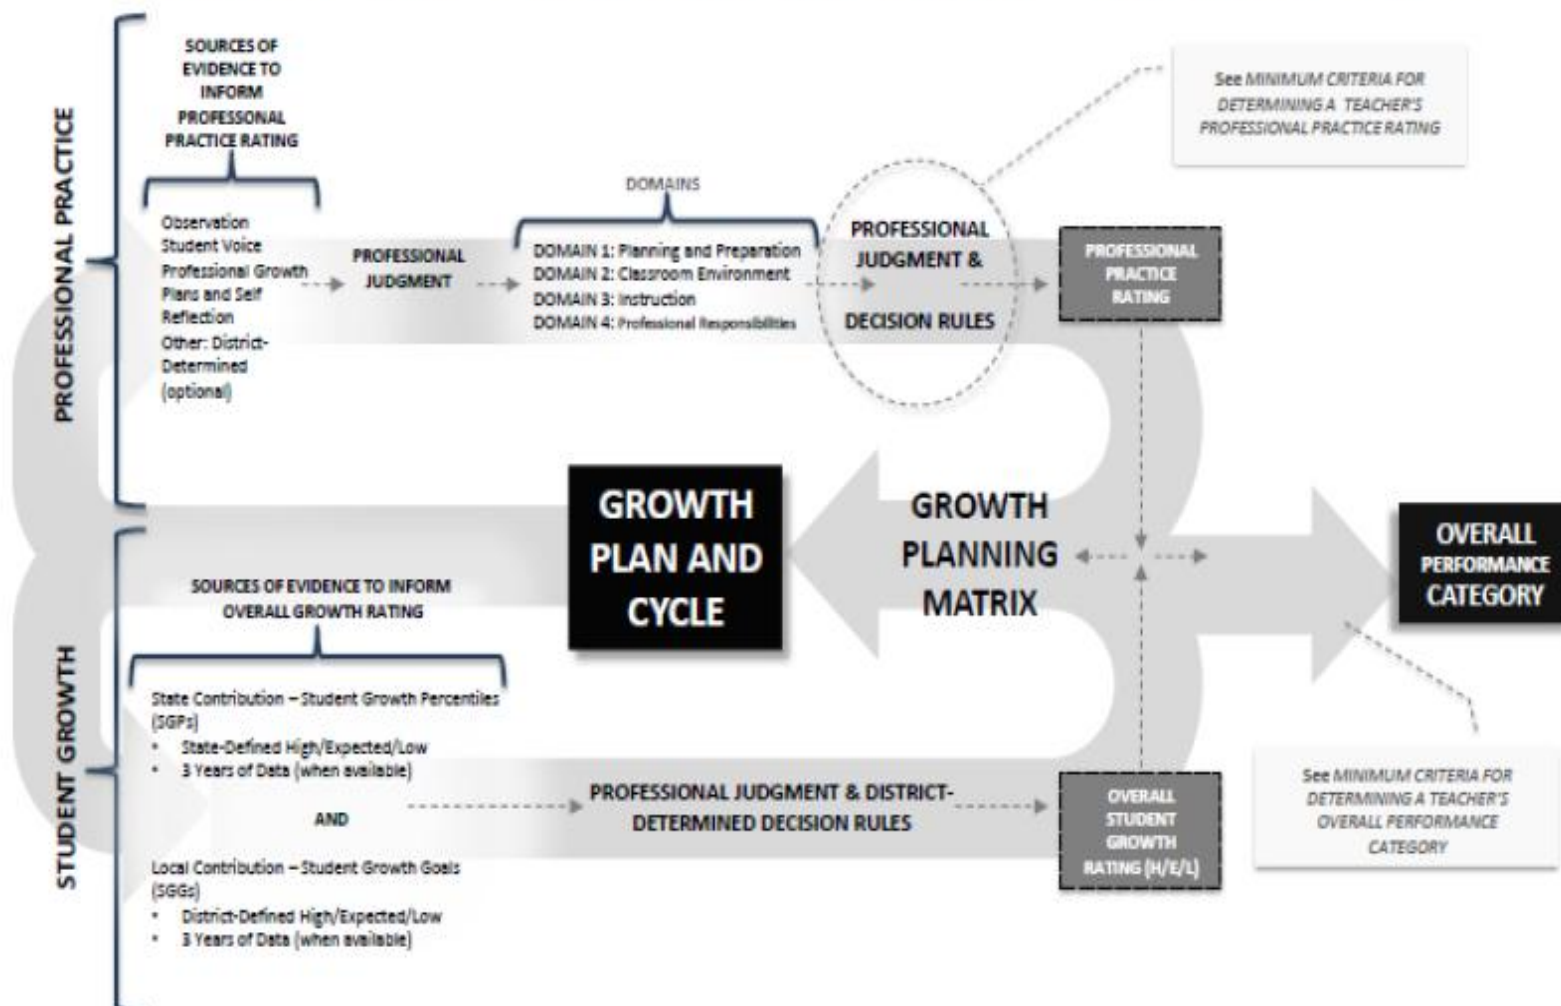 PROFESSIONAL PRACTICE
SOURCES OF
EVIDENCE TO
INFORM
PROFESSIONAL
PRACTICE RATING
Observation
Student Voice
Professional Growth
Plans and Self
Reflection
Other: District-
Determined
(optional)
PROFESSIONAL
JUDGMENT
DOMAINS
DOMAIN 1: Planning and Preparation
DOMAIN 2: Classroom Environment
DOMAIN 3: Instruction
DOMAIN 4: Professional Responsibilities
PROFESSIONAL
JUDGMENT &
DECISION RULES
See MINIMUM CRITERIA FOR
DETERMINING A TEACHER'S
PROFESSIONAL PRACTICE RATING
PROFESSIONAL
PRACTICE
RATING
GROWTH
PLAN AND
CYCLE
GROWTH
PLANNING
MATRIX
OVERALL
PERFORMANCE
CATEGORY
STUDENT GROWTH
SOURCES OF EVIDENCE TO INFORM
OVERALL GROWTH RATING
State Contribution – Student Growth Percentiles
(SGPs)
• State-Defined High/Expected/Low
• 3 Years of Data (when available)
AND
Local Contribution – Student Growth Goals
(SGGs)
• District-Defined High/Expected/Low
• 3 Years of Data (when available)
PROFESSIONAL JUDGMENT & DISTRICT-
DETERMINED DECISION RULES
OVERALL
STUDENT
GROWTH
RATING (H/E/L)
See MINIMUM CRITERIA FOR
DETERMINING A TEACHER'S
OVERALL PERFORMANCE
CATEGORY